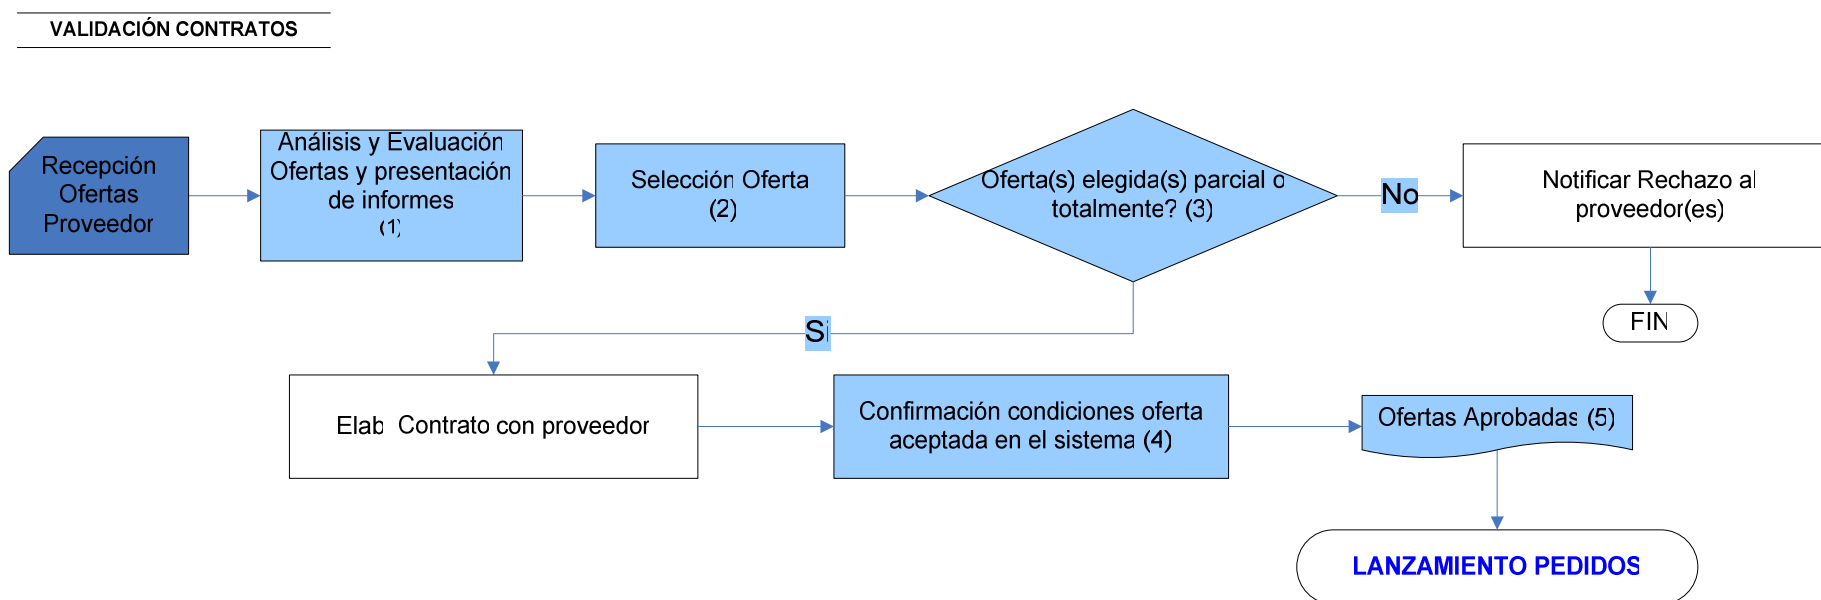 VALIDACIÓN CONTRATOS
Recepción
Ofertas
Proveedor
Análisis y Evaluación
Ofertas y presentación
de informes
(1)
Selección Oferta
(2)
Oferta(s) elegida(s) parcial o
totalmente? (3)
No
Notificar Rechazo al
proveedor(es)
FIN
Si
Elab Contrato con proveedor
Confirmación condiciones oferta
aceptada en el sistema (4)
Ofertas Aprobadas (5)
LANZAMIENTO PEDIDOS